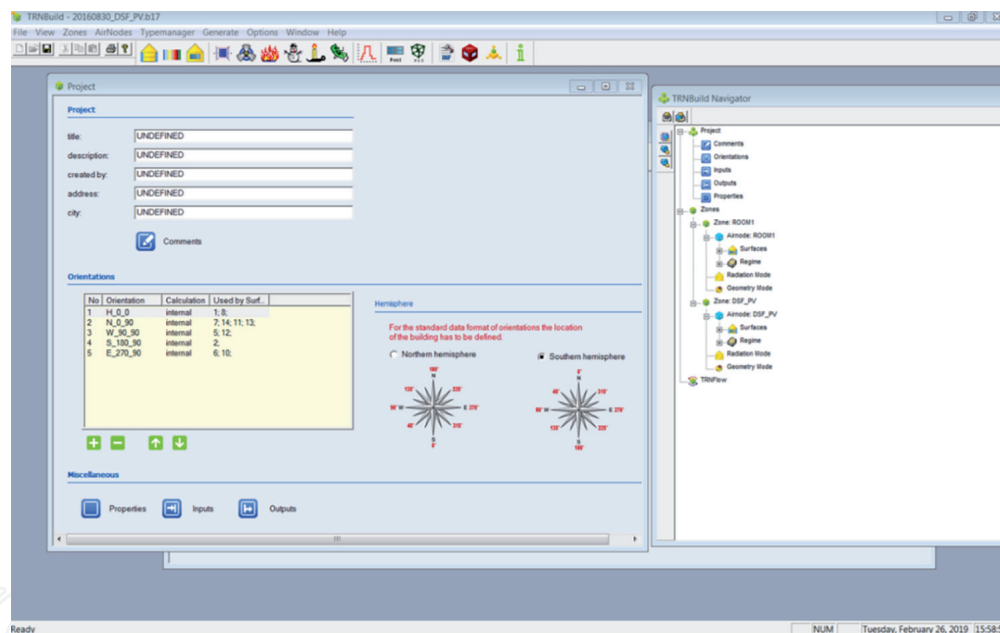 TRNBuild - 20160830_DSF_PV.b17
File View Zones AirNodes Typemanager Generate Options Window Help
Project
Project
title: UNDEFINED
description: UNDEFINED
created by: UNDEFINED
address: UNDEFINED
city: UNDEFINED
Comments
Orientations
No Orientation Calculation Used by Surf..
1 H_0_0 internal 1; 8;
2 N_0_90 internal 7; 14; 11; 13;
3 W_90_90 internal 5; 12;
4 S_180_90 internal 2;
5 E_270_90 internal 6; 10;
Hemisphere
For the standard data format of orientations the location
of the building has to be defined.
Northern hemisphere
Southern hemisphere
Miscellaneous
Properties Inputs Outputs
TRNBuild Navigator
Project
Comments
Orientations
Inputs
Outputs
Properties
Zones
Zone: ROOM1
Airnode: ROOM1
Surfaces
Regime
Radiation Mode
Geometry Mode
Zone: DSF_PV
Airnode: DSF_PV
Surfaces
Regime
Radiation Mode
Geometry Mode
TRNFlow
Ready
NUM Tuesday, February 26, 2019 15:58: